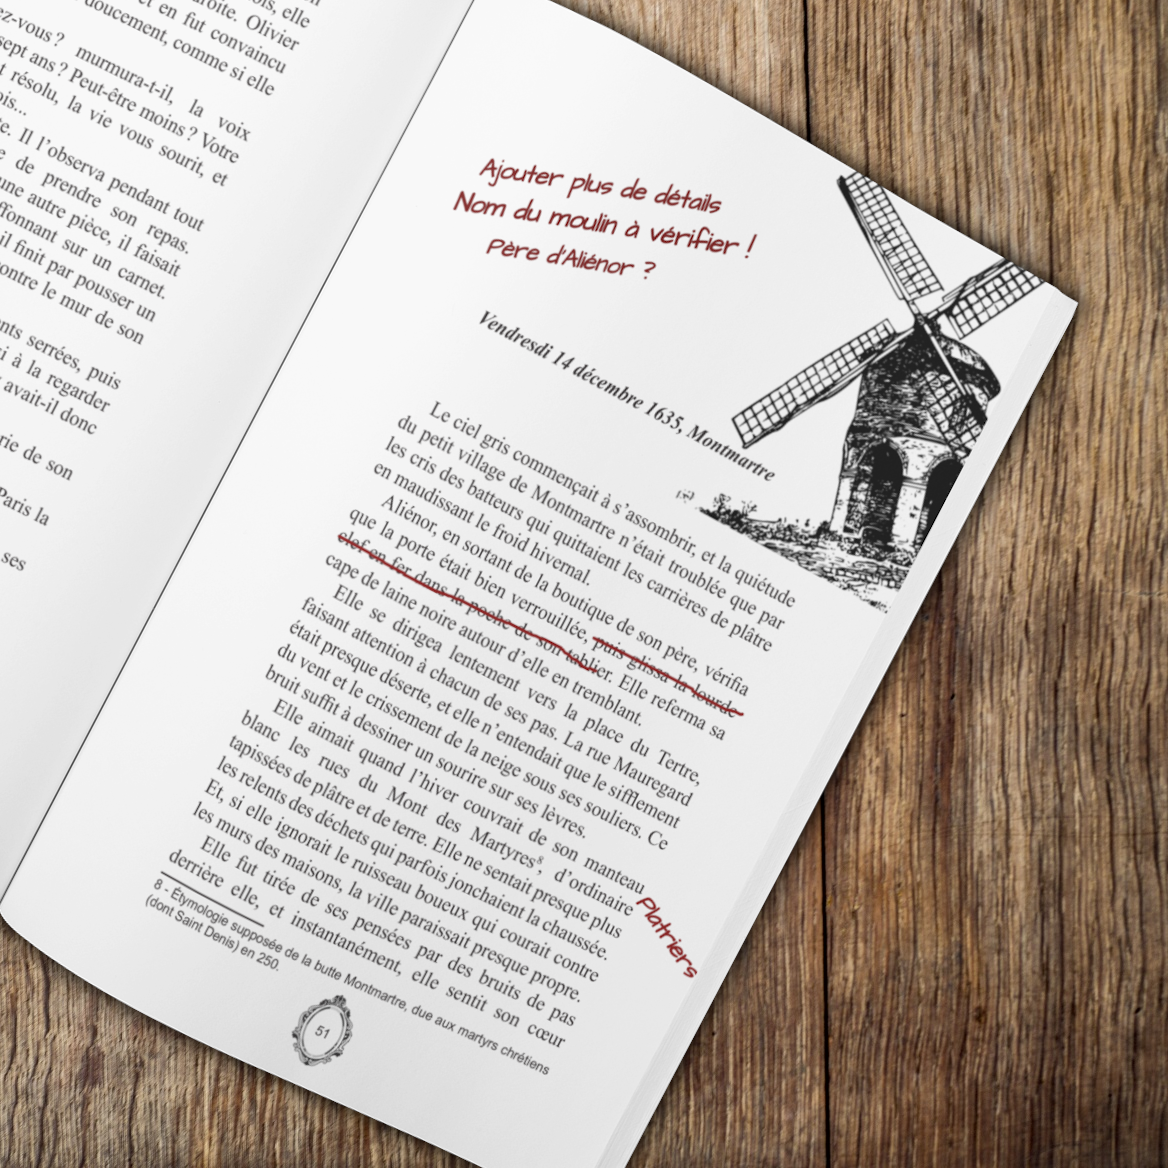 ois, elle
droite. Olivier
et en fut convaincu
doucement, comme si elle
ez-vous ? murmura-t-il, la voix
sept ans ? Peut-être moins ? Votre
t résolu, la vie vous sourit, et
ois...
te. Il l'observa pendant tout
e de prendre son repas.
une autre pièce, il faisait
ffonnant sur un carnet.
il finit par pousser un
ontre le mur de son
nts serrées, puis
i à la regarder
avait-il donc
rie de son
Paris la
ses
Ajouter plus de détails
Nom du moulin à vérifier !
Père d'Aliénor ?
Vendresdi 14 décembre 1635, Montmartre
Le ciel gris commençait à s'assombrir, et la quiétude
du petit village de Montmartre n'était troublée que par
les cris des batteurs qui quittaient les carrières de plâtre
en maudissant le froid hivernal.
Aliénor, en sortant de la boutique de son père, vérifia
que la porte était bien verrouillée, puis glissa la lourde
clef en fer dans la poche de son tablier. Elle referma sa
cape de laine noire autour d'elle en tremblant.
Elle se dirigea lentement vers la place du Tertre,
faisant attention à chacun de ses pas. La rue Mauregard
était presque déserte, et elle n'entendait que le sifflement
du vent et le crissement de la neige sous ses souliers. Ce
bruit suffit à dessiner un sourire sur ses lèvres.
Elle aimait quand l'hiver couvrait de son manteau
blanc les rues du Mont des Martyres⁸, d'ordinaire
tapissées de plâtre et de terre. Elle ne sentait presque plus
les relents des déchets qui parfois jonchaient la chaussée.
Et, si elle ignorait le ruisseau boueux qui courait contre
les murs des maisons, la ville paraissait presque propre.
Elle fut tirée de ses pensées par des bruits de pas
derrière elle, et instantanément, elle sentit son cœur
Platriers
8 - Étymologie supposée de la butte Montmartre, due aux martyrs chrétiens
(dont Saint Denis) en 250.
51